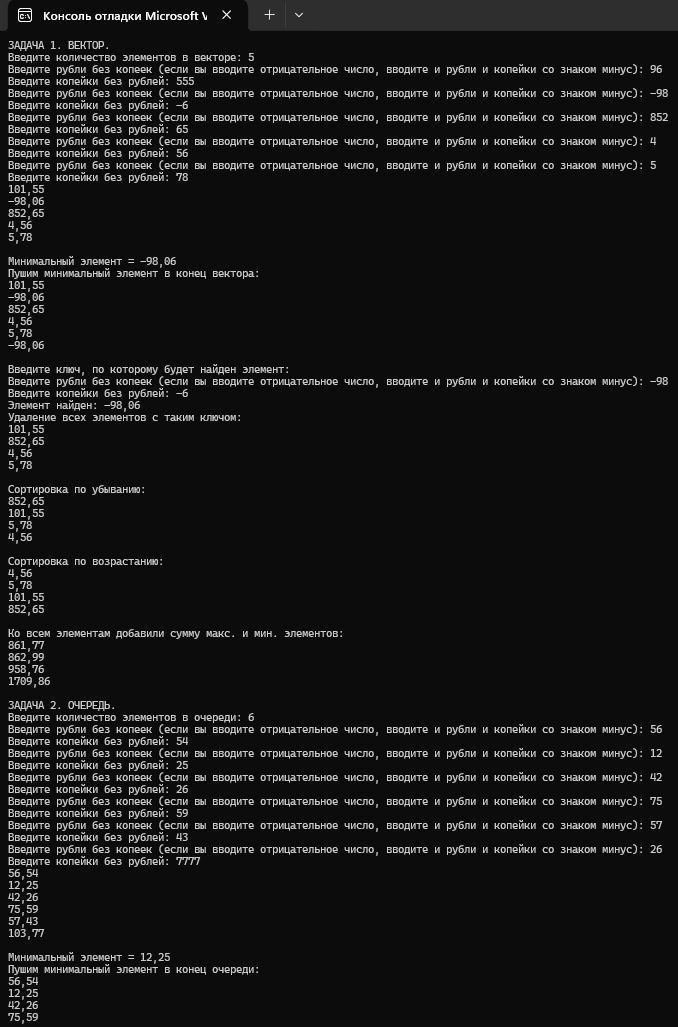 Консоль отладки Microsoft V
ЗАДАЧА 1. ВЕКТОР.
Введите количество элементов в векторе: 5
Введите рубли без копеек (если вы вводите отрицательное число, вводите и рубли и копейки со знаком минус): 96
Введите копейки без рублей: 555
Введите рубли без копеек (если вы вводите отрицательное число, вводите и рубли и копейки со знаком минус): -98
Введите копейки без рублей: -6
Введите рубли без копеек (если вы вводите отрицательное число, вводите и рубли и копейки со знаком минус): 852
Введите копейки без рублей: 65
Введите рубли без копеек (если вы вводите отрицательное число, вводите и рубли и копейки со знаком минус): 4
Введите копейки без рублей: 56
Введите рубли без копеек (если вы вводите отрицательное число, вводите и рубли и копейки со знаком минус): 5
Введите копейки без рублей: 78
101,55
-98,06
852,65
4,56
5,78
Минимальный элемент = -98,06
Пушим минимальный элемент в конец вектора:
101,55
-98,06
852,65
4,56
5,78
-98,06
Введите ключ, по которому будет найден элемент:
Введите рубли без копеек (если вы вводите отрицательное число, вводите и рубли и копейки со знаком минус): -98
Введите копейки без рублей: -6
Элемент найден: -98,06
Удаление всех элементов с таким ключом:
101,55
852,65
4,56
5,78
Сортировка по убыванию:
852,65
101,55
5,78
4,56
Сортировка по возрастанию:
4,56
5,78
101,55
852,65
Ко всем элементам добавили сумму макс. и мин. элементов:
861,77
862,99
958,76
1709,86
ЗАДАЧА 2. ОЧЕРЕДЬ.
Введите количество элементов в очереди: 6
Введите рубли без копеек (если вы вводите отрицательное число, вводите и рубли и копейки со знаком минус): 56
Введите копейки без рублей: 54
Введите рубли без копеек (если вы вводите отрицательное число, вводите и рубли и копейки со знаком минус): 12
Введите копейки без рублей: 25
Введите рубли без копеек (если вы вводите отрицательное число, вводите и рубли и копейки со знаком минус): 42
Введите копейки без рублей: 26
Введите рубли без копеек (если вы вводите отрицательное число, вводите и рубли и копейки со знаком минус): 75
Введите копейки без рублей: 59
Введите рубли без копеек (если вы вводите отрицательное число, вводите и рубли и копейки со знаком минус): 57
Введите копейки без рублей: 43
Введите рубли без копеек (если вы вводите отрицательное число, вводите и рубли и копейки со знаком минус): 26
Введите копейки без рублей: 7777
56,54
12,25
42,26
75,59
57,43
103,77
Минимальный элемент = 12,25
Пушим минимальный элемент в конец очереди:
56,54
12,25
42,26
75,59